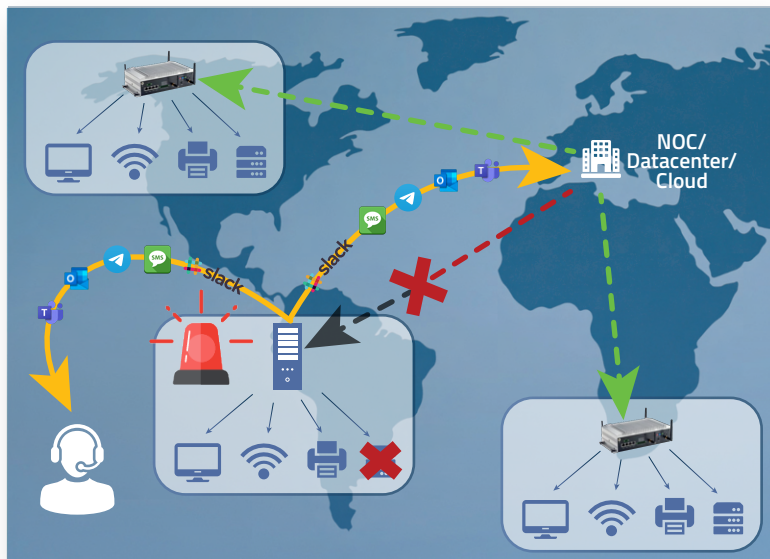 NOC/
Datacenter/
Cloud
SMS
slack
SMS
slack
T
O
O
T